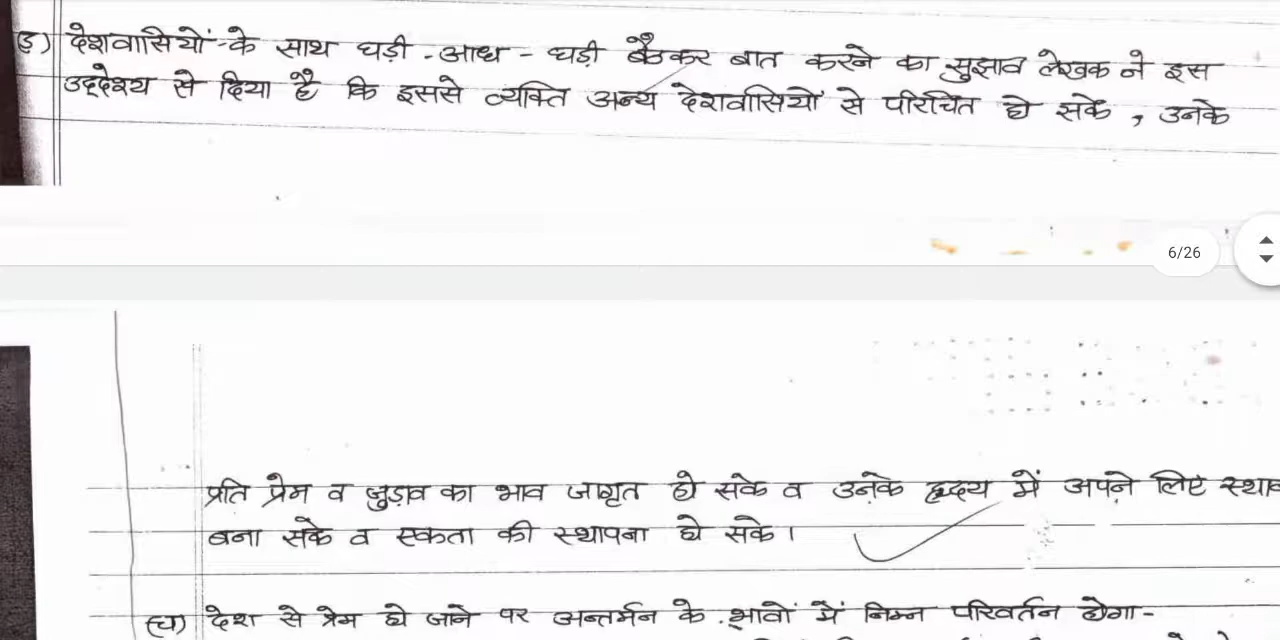 ड) देशवासियों के साथ घड़ी -आध - घड़ी बैठकर बात करने का सुझाव लेखक ने इस
उद्देश्य से दिया है कि इससे व्यक्ति अन्य देशवासियों से परिचित हो सके , उनके
6/26
प्रति प्रेम व जुड़ाव का भाव जागृत हो सके व उनके हृदय में अपने लिए
बना सके व एकता की स्थापना हो सके ।
(च) देश से प्रेम हो जाने पर अन्तर्मन के भावों में निम्न परिवर्तन होगा-